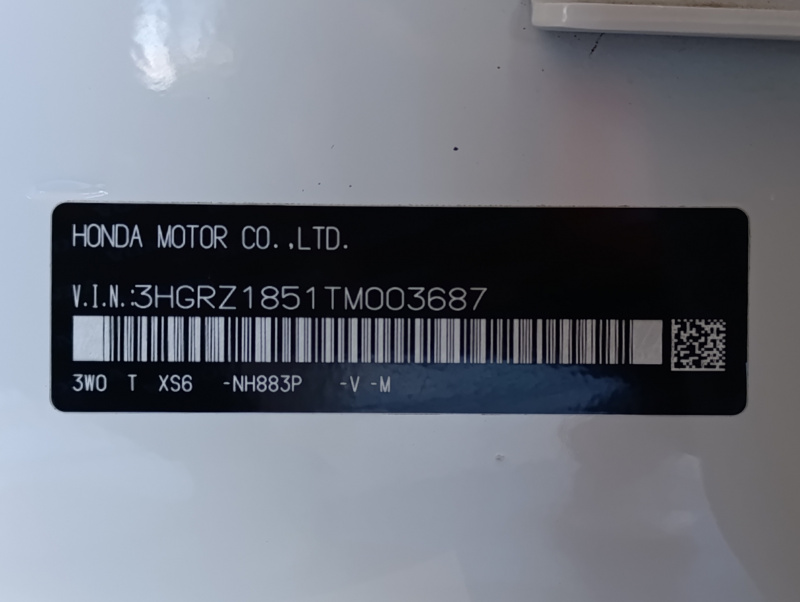 HONDA MOTOR CO.,LTD.
V.I.N.:3HGRZ1851TM003687
3W0 T XS6 -NH883P -V -M